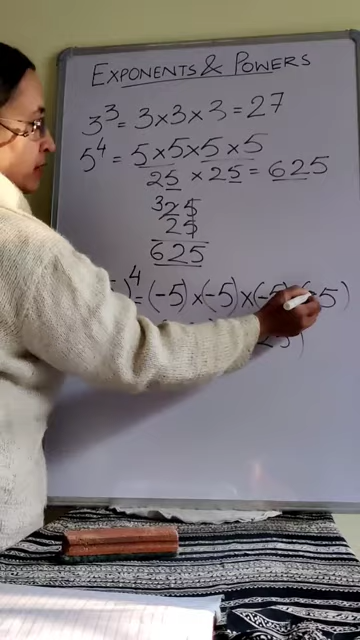 EXPONENTS & POWERS
3³ = 3×3×3 = 27
5⁴ = 5×5×5×5
25 × 25 = 625
³25
25
625
)⁴ = (-5) × (-5) × (-5) (-5)
25)